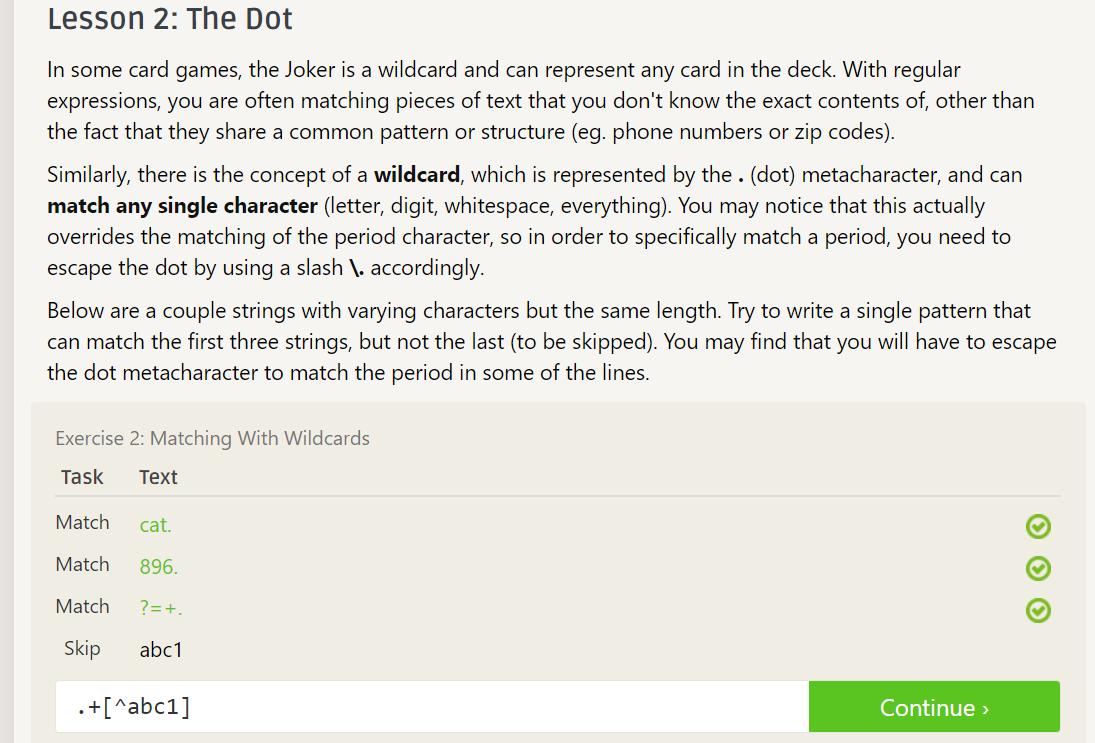 Lesson 2: The Dot
In some card games, the Joker is a wildcard and can represent any card in the deck. With regular
expressions, you are often matching pieces of text that you don't know the exact contents of, other than
the fact that they share a common pattern or structure (eg. phone numbers or zip codes).
Similarly, there is the concept of a wildcard, which is represented by the . (dot) metacharacter, and can
match any single character (letter, digit, whitespace, everything). You may notice that this actually
overrides the matching of the period character, so in order to specifically match a period, you need to
escape the dot by using a slash \. accordingly.
Below are a couple strings with varying characters but the same length. Try to write a single pattern that
can match the first three strings, but not the last (to be skipped). You may find that you will have to escape
the dot metacharacter to match the period in some of the lines.
Exercise 2: Matching With Wildcards
Task Text
Match cat.
Match 896.
Match ?=+.
Skip abc1
.+[^abc1] Continue ›